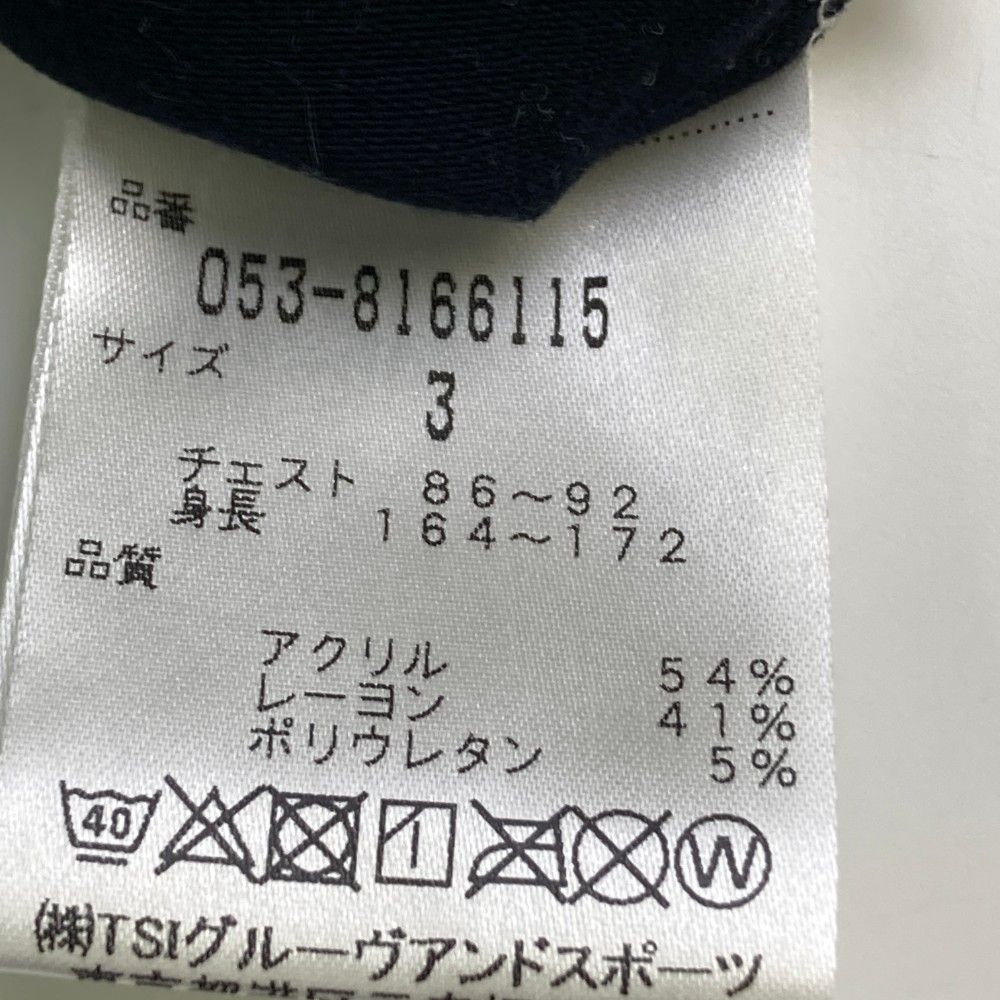 品番
053-8166115
サイズ
3
チェスト 86～92
身長 164～172
品質
アクリル 54%
レーヨン 41%
ポリウレタン 5%
40
W
㈱TSIグルーヴアンドスポーツ